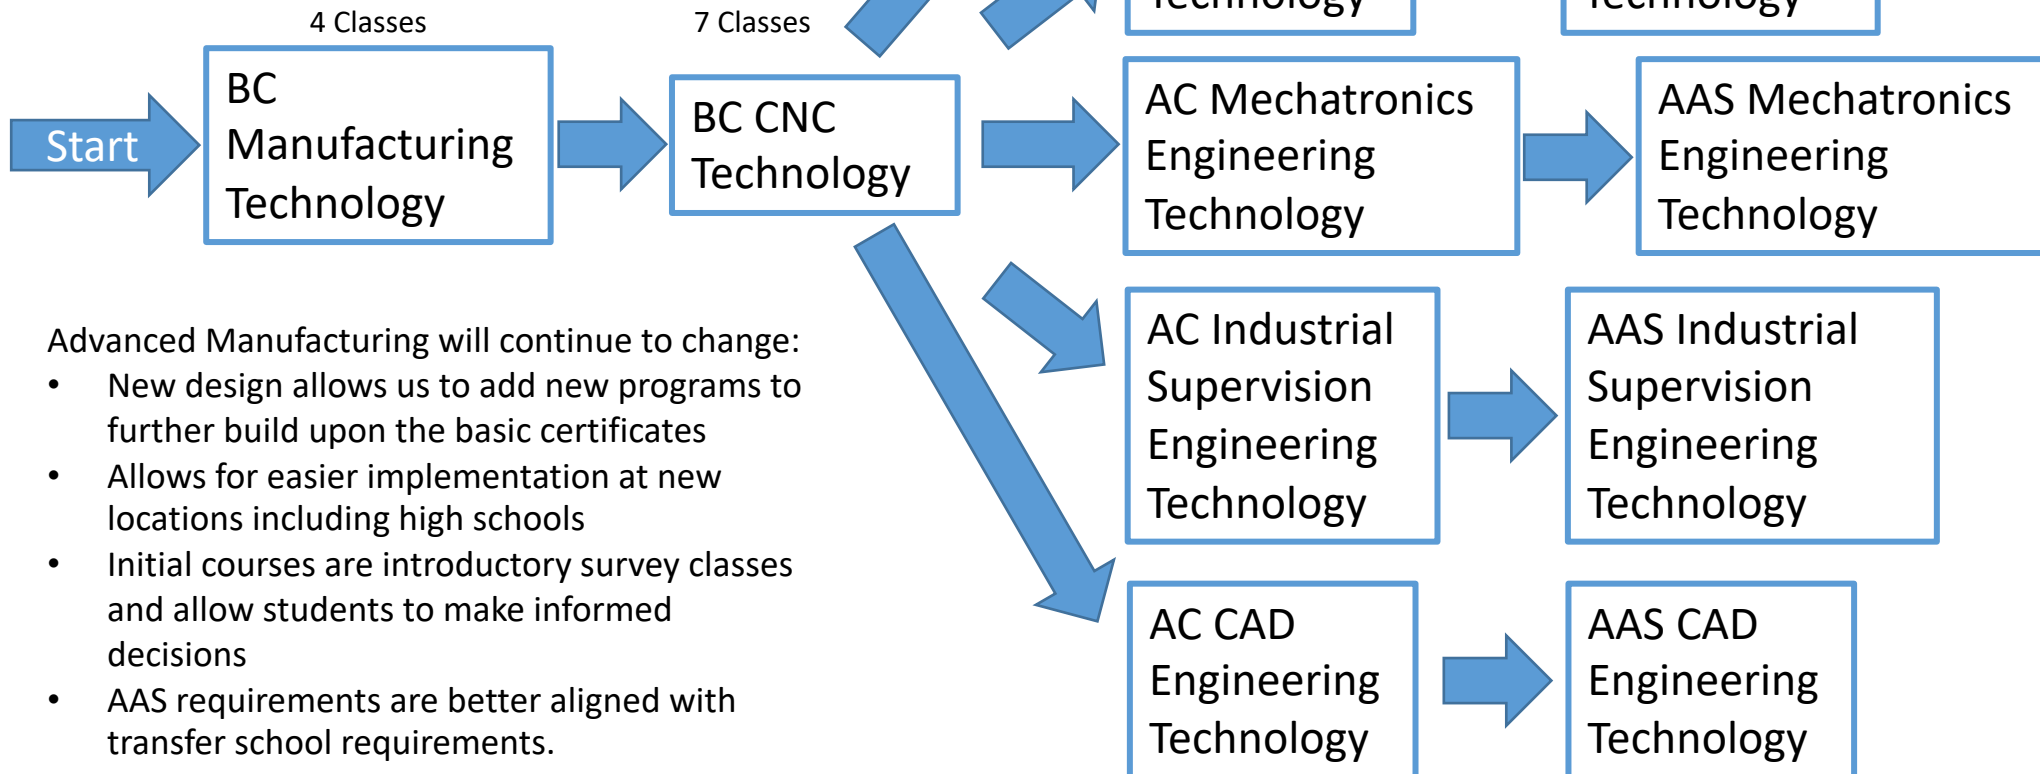 4 Classes
7 Classes
Technology
Technology
Start
BC
Manufacturing
Technology
BC CNC
Technology
AC Mechatronics
Engineering
Technology
AAS Mechatronics
Engineering
Technology
AC Industrial
Supervision
Engineering
Technology
AAS Industrial
Supervision
Engineering
Technology
AC CAD
Engineering
Technology
AAS CAD
Engineering
Technology
Advanced Manufacturing will continue to change:
• New design allows us to add new programs to
further build upon the basic certificates
• Allows for easier implementation at new
locations including high schools
• Initial courses are introductory survey classes
and allow students to make informed
decisions
• AAS requirements are better aligned with
transfer school requirements.